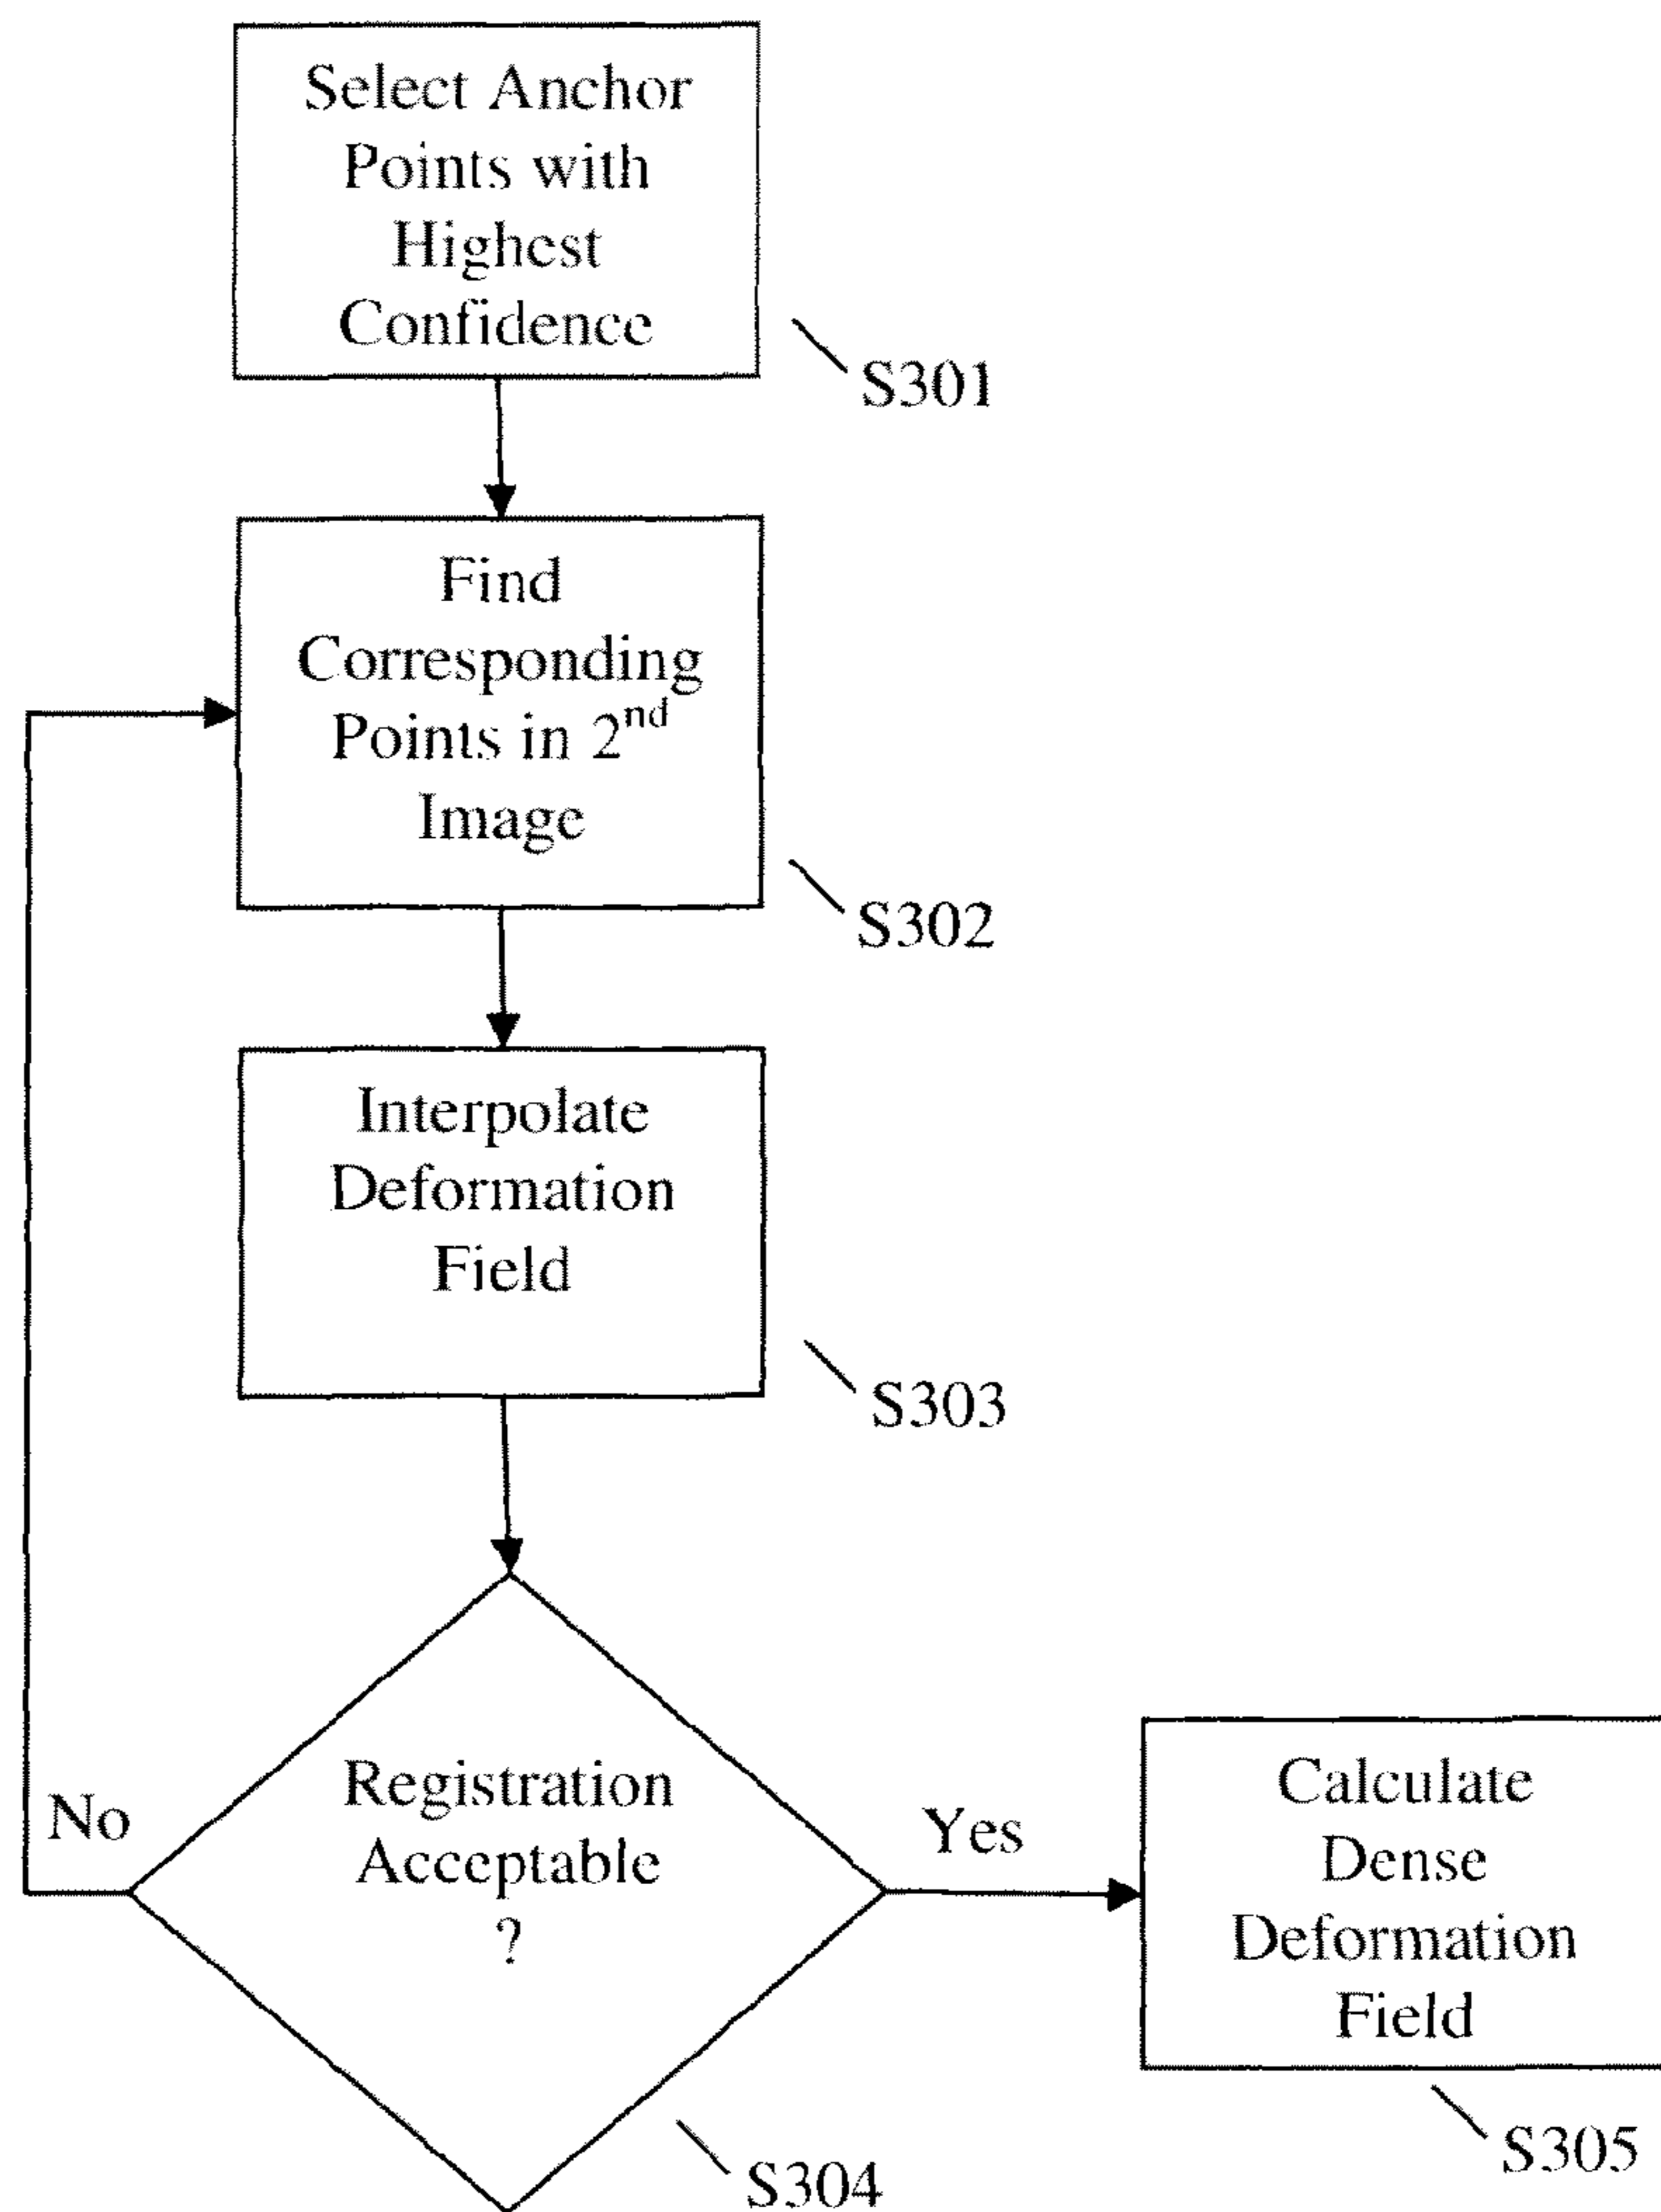 Select Anchor
Points with
Highest
Confidence
S301
Find
Corresponding
Points in 2nd
Image
S302
Interpolate
Deformation
Field
S303
Registration
Acceptable
?
No
Yes
S304
Calculate
Dense
Deformation
Field
S305